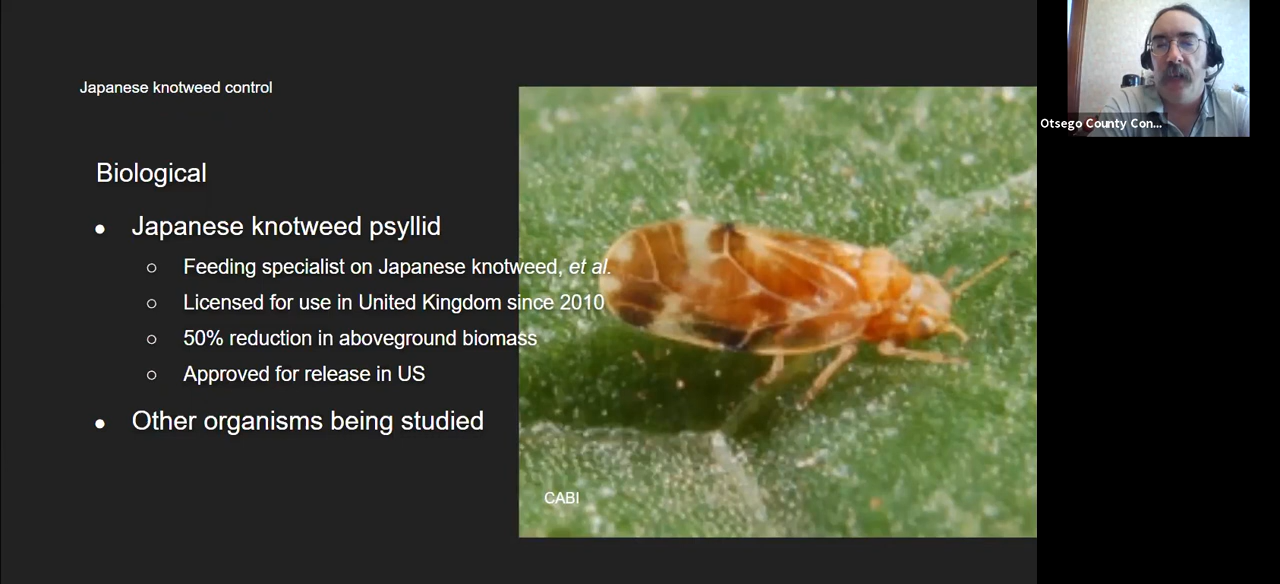 Japanese knotweed control
Biological
● Japanese knotweed psyllid
○ Feeding specialist on Japanese knotweed, et al.
○ Licensed for use in United Kingdom since 2010
○ 50% reduction in aboveground biomass
○ Approved for release in US
● Other organisms being studied
CABI
Otsego County Con...